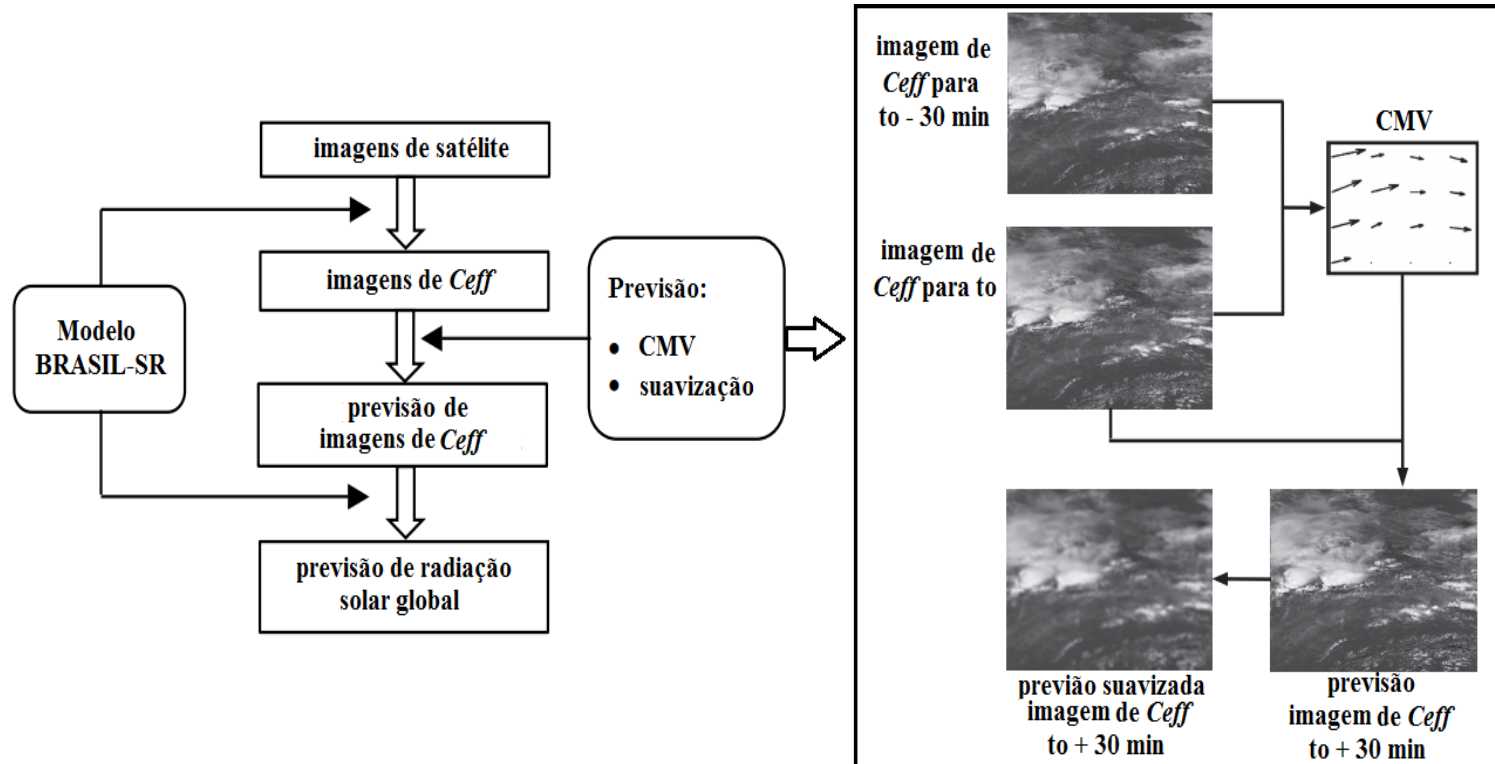 imagens de satélite
imagens de Ceff
Modelo
BRASIL-SR
previsão de
imagens de Ceff
previsão de radiação
solar global
Previsão:
• CMV
• suavização
imagem de
Ceff para
to - 30 min
imagem de
Ceff para to
CMV
previão suavizada
imagem de Ceff
to + 30 min
previsão
imagem de Ceff
to + 30 min